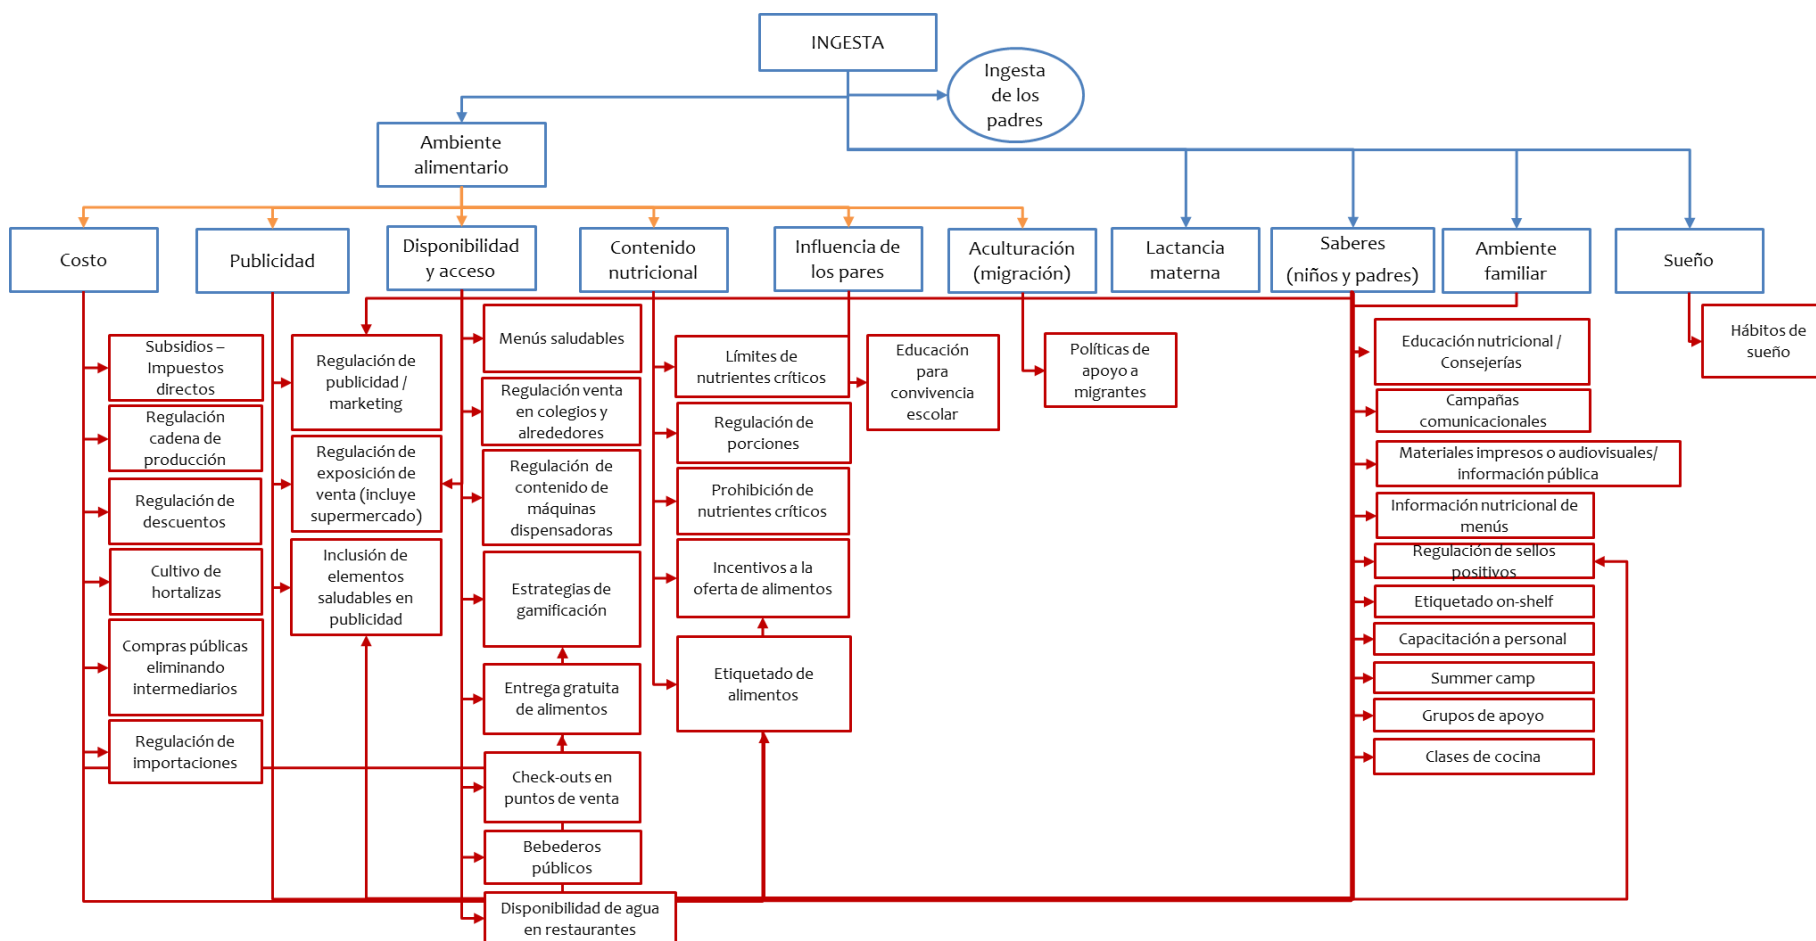 INGESTA
Ingesta
de los
padres
Ambiente
alimentario
Costo
Publicidad
Disponibilidad
y acceso
Contenido
nutricional
Influencia de
los pares
Aculturación
(migración)
Lactancia
materna
Saberes
(niños y padres)
Ambiente
familiar
Sueño
Subsidios –
Impuestos
directos
Regulación
cadena de
producción
Regulación de
descuentos
Cultivo de
hortalizas
Compras públicas
eliminando
intermediarios
Regulación de
importaciones
Regulación de
publicidad /
marketing
Regulación de
exposición de
venta (incluye
supermercado)
Inclusión de
elementos
saludables en
publicidad
Menús saludables
Regulación venta
en colegios y
alrededores
Regulación de
contenido de
máquinas
dispensadoras
Estrategias de
gamificación
Entrega gratuita
de alimentos
Check-outs en
puntos de venta
Bebederos
públicos
Disponibilidad de agua
en restaurantes
Límites de
nutrientes críticos
Regulación de
porciones
Prohibición de
nutrientes críticos
Incentivos a la
oferta de alimentos
Etiquetado de
alimentos
Educación
para
convivencia
escolar
Políticas de
apoyo a
migrantes
Educación nutricional /
Consejerías
Campañas
comunicacionales
Materiales impresos o audiovisuales/
información pública
Información nutricional de
menús
Regulación de sellos
positivos
Etiquetado on-shelf
Capacitación a personal
Summer camp
Grupos de apoyo
Clases de cocina
Hábitos de
sueño